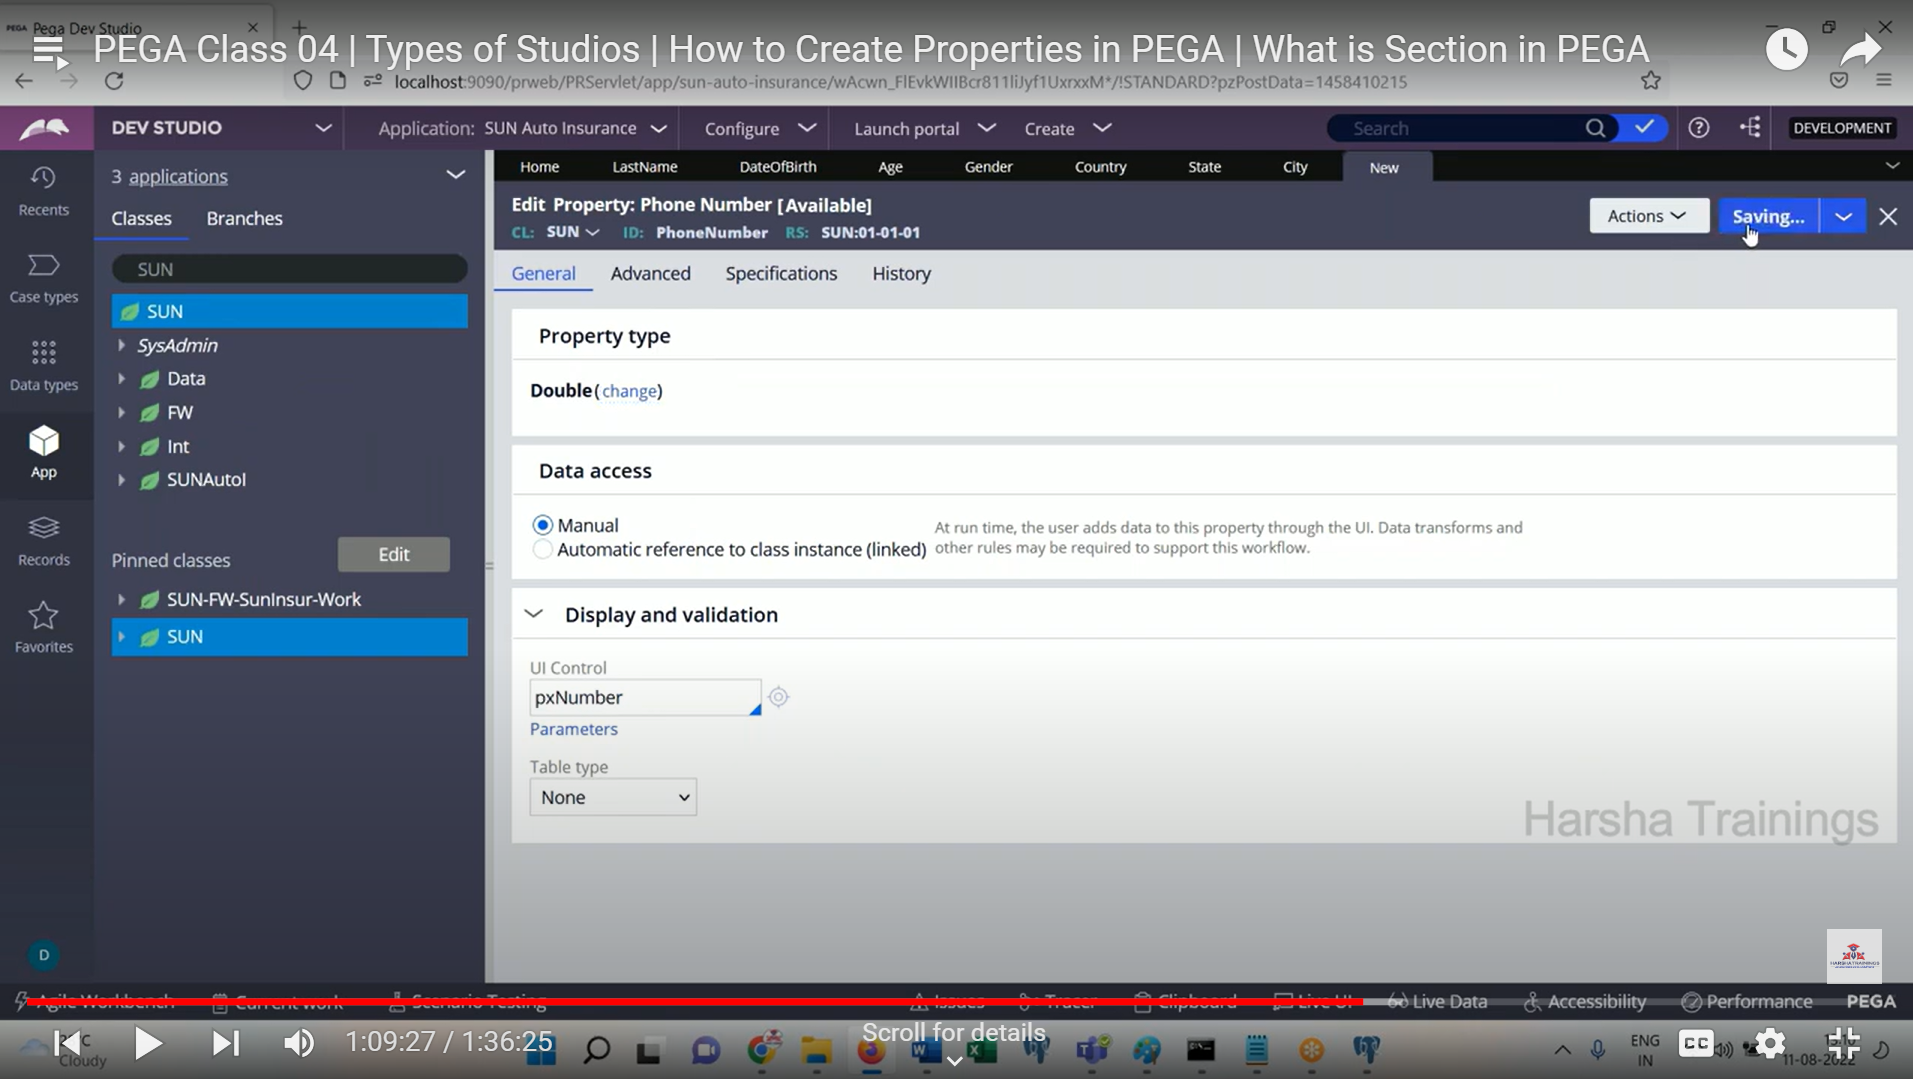 PEGA Pega Dev Studio
PEGA Class 04 | Types of Studios | How to Create Properties in PEGA | What is Section in PEGA
localhost:9090/prweb/PRServlet/app/sun-auto-insurance/
DEV STUDIO
Application: SUN Auto Insurance
Configure
Launch portal
Create
Search
DEVELOPMENT
Recents
Case types
Data types
App
Records
Favorites
D
3 applications
Classes
Branches
SUN
SUN
SysAdmin
Data
FW
Int
SUNAutoI
Pinned classes
Edit
SUN-FW-SunInsur-Work
SUN
Home
LastName
DateOfBirth
Age
Gender
Country
State
City
New
Edit Property: Phone Number [Available]
CL: SUN ID: PhoneNumber RS: SUN:01-01-01
Actions
Saving...
General
Advanced
Specifications
History
Property type
Double (change)
Data access
Manual
Automatic reference to class instance (linked)
At run time, the user adds data to this property through the UI. Data transforms and
other rules may be required to support this workflow.
Display and validation
UI Control
pxNumber
Parameters
Table type
None
Harsha Trainings
Agile Workbench
Current work
Scenario Testing
Issues
Tracer
Clipboard
Live UI
Live Data
Accessibility
Performance
PEGA
1:09:27 / 1:36:25
Scroll for details
Cloudy
ENG
IN
CC